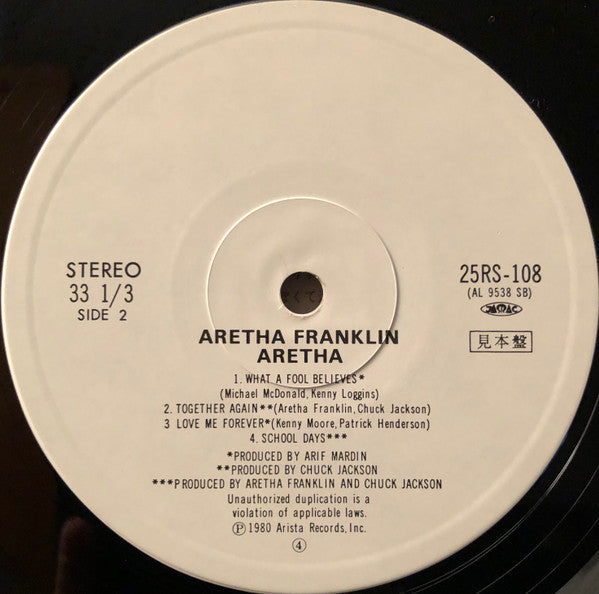 STEREO
33 1/3
SIDE 2
25RS-108
(AL 9538 SB)
JASRAC
見本盤
ARETHA FRANKLIN
ARETHA
1. WHAT A FOOL BELIEVES*
(Michael McDonald, Kenny Loggins)
2. TOGETHER AGAIN**(Aretha Franklin, Chuck Jackson)
3 LOVE ME FOREVER*(Kenny Moore, Patrick Henderson)
4. SCHOOL DAYS***
*PRODUCED BY ARIF MARDIN
**PRODUCED BY CHUCK JACKSON
***PRODUCED BY ARETHA FRANKLIN AND CHUCK JACKSON
Unauthorized duplication is a
violation of applicable laws.
Ⓟ 1980 Arista Records, Inc.
④